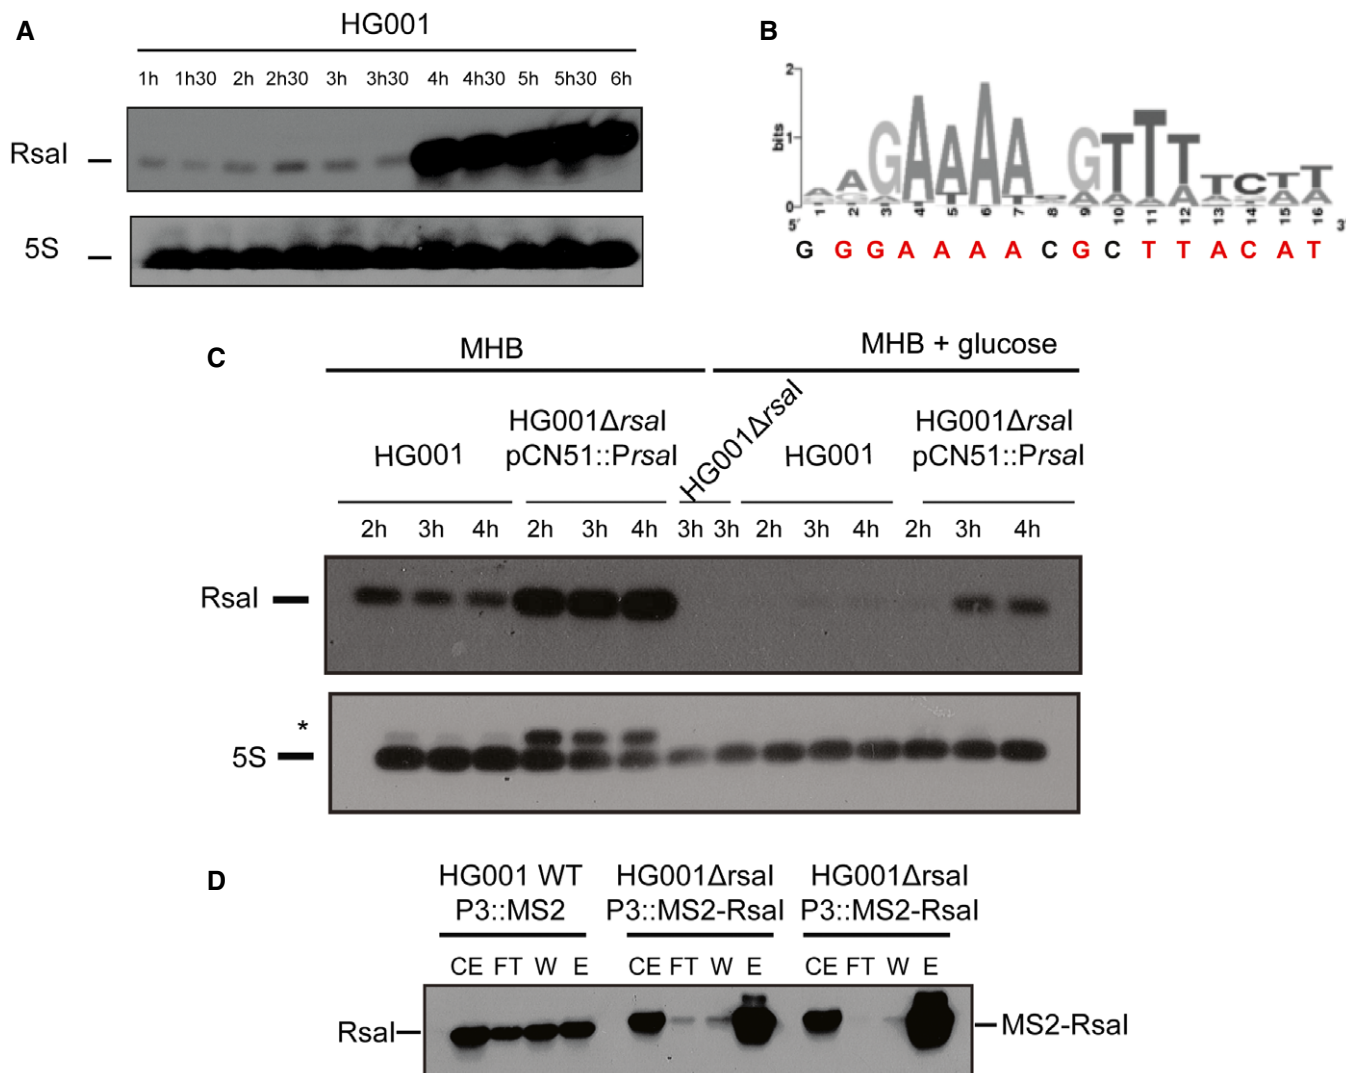 A
HG001
1h 1h30 2h 2h30 3h 3h30 4h 4h30 5h 5h30 6h
RsaI
5S
B
2
bits
1
0
5' 1 2 3 4 5 6 7 8 9 10 11 12 13 14 15 16 3'
G G G A A A A C G C T T A C A T
C
MHB
MHB + glucose
HG001
HG001ΔrsaI
pCN51::PrsaI
HG001ΔrsaI
HG001
HG001ΔrsaI
pCN51::PrsaI
2h 3h 4h 2h 3h 4h 3h 3h 2h 3h 4h 2h 3h 4h
RsaI
*
5S
D
HG001 WT
P3::MS2
HG001ΔrsaI
P3::MS2-RsaI
HG001ΔrsaI
P3::MS2-RsaI
CE FT W E CE FT W E CE FT W E
RsaI
MS2-RsaI